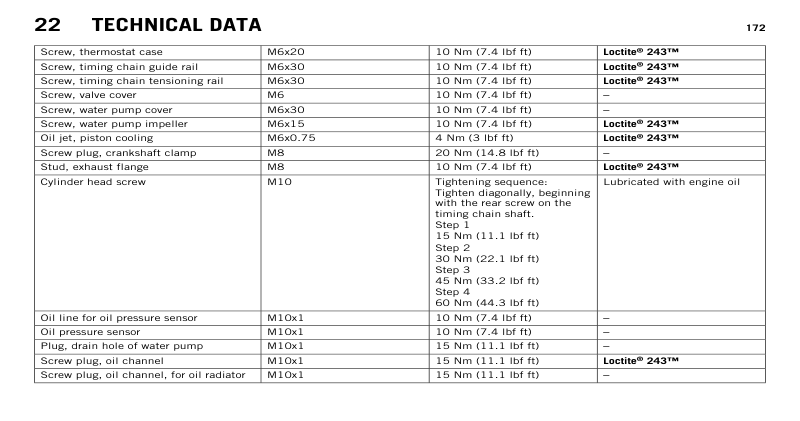 22 TECHNICAL DATA 172
Screw, thermostat case M6x20 10 Nm (7.4 lbf ft) Loctite® 243™
Screw, timing chain guide rail M6x30 10 Nm (7.4 lbf ft) Loctite® 243™
Screw, timing chain tensioning rail M6x30 10 Nm (7.4 lbf ft) Loctite® 243™
Screw, valve cover M6 10 Nm (7.4 lbf ft) –
Screw, water pump cover M6x30 10 Nm (7.4 lbf ft) –
Screw, water pump impeller M6x15 10 Nm (7.4 lbf ft) Loctite® 243™
Oil jet, piston cooling M6x0.75 4 Nm (3 lbf ft) Loctite® 243™
Screw plug, crankshaft clamp M8 20 Nm (14.8 lbf ft) –
Stud, exhaust flange M8 10 Nm (7.4 lbf ft) Loctite® 243™
Cylinder head screw M10 Tightening sequence: Lubricated with engine oil
Tighten diagonally, beginning
with the rear screw on the
timing chain shaft.
Step 1
15 Nm (11.1 lbf ft)
Step 2
30 Nm (22.1 lbf ft)
Step 3
45 Nm (33.2 lbf ft)
Step 4
60 Nm (44.3 lbf ft)
Oil line for oil pressure sensor M10x1 10 Nm (7.4 lbf ft) –
Oil pressure sensor M10x1 10 Nm (7.4 lbf ft) –
Plug, drain hole of water pump M10x1 15 Nm (11.1 lbf ft) –
Screw plug, oil channel M10x1 15 Nm (11.1 lbf ft) Loctite® 243™
Screw plug, oil channel, for oil radiator M10x1 15 Nm (11.1 lbf ft) –